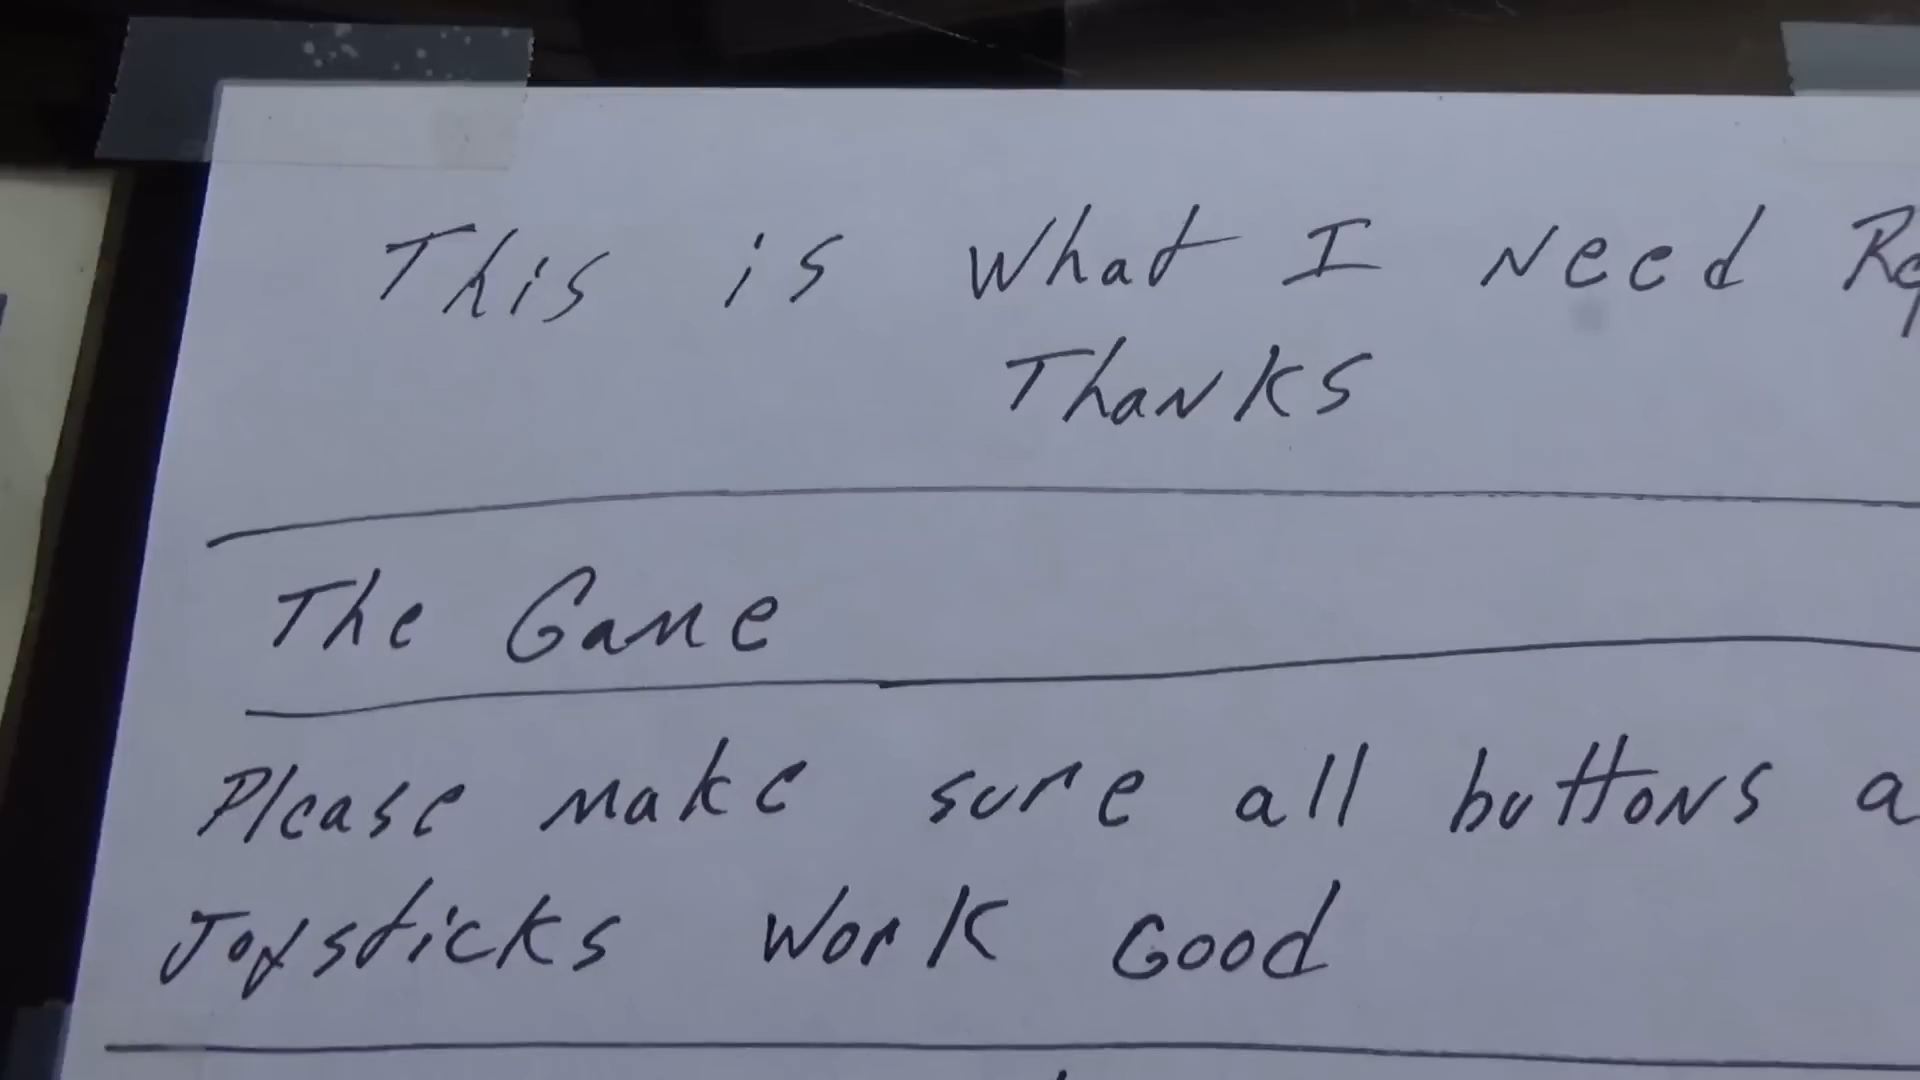 This is What I Need
Thanks
The Game
Please make sure all buttons
Joysticks Work Good